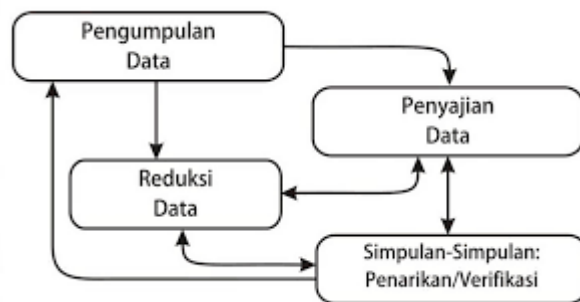 Pengumpulan
Data
Penyajian
Data
Reduksi
Data
Simpulan-Simpulan:
Penarikan/Verifikasi